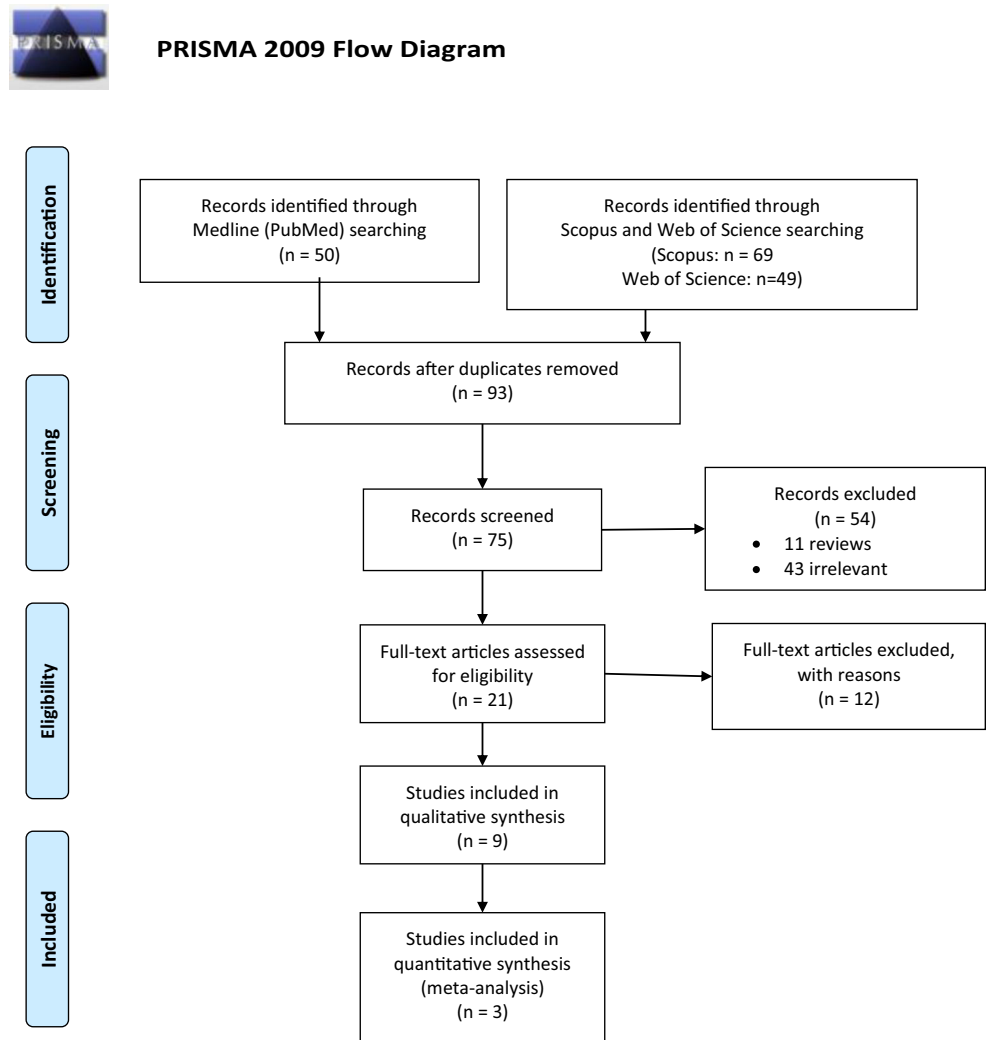 PRISMA
PRISMA 2009 Flow Diagram
Identification
Records identified through
Medline (PubMed) searching
(n = 50)
Records identified through
Scopus and Web of Science searching
(Scopus: n = 69
Web of Science: n=49)
Records after duplicates removed
(n = 93)
Screening
Records screened
(n = 75)
Records excluded
(n = 54)
• 11 reviews
• 43 irrelevant
Eligibility
Full-text articles assessed
for eligibility
(n = 21)
Full-text articles excluded,
with reasons
(n = 12)
Studies included in
qualitative synthesis
(n = 9)
Included
Studies included in
quantitative synthesis
(meta-analysis)
(n = 3)